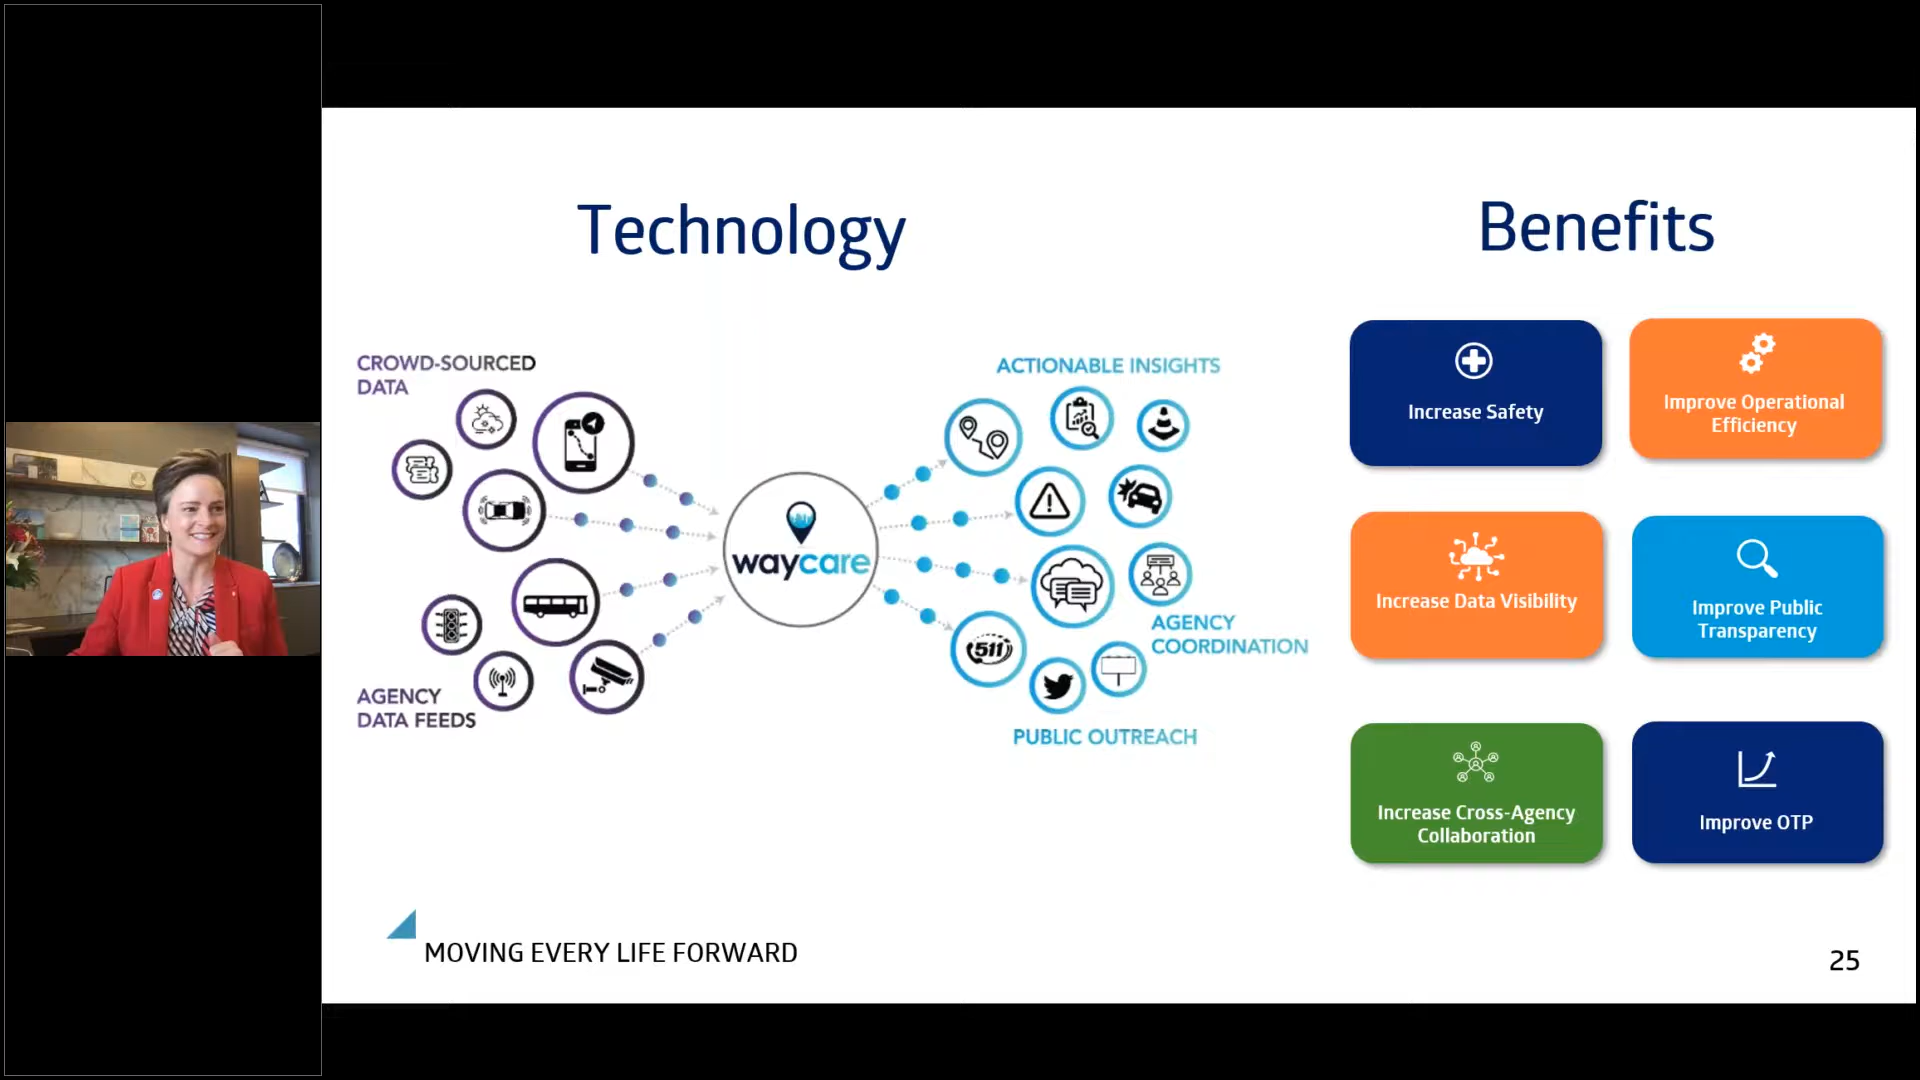 Technology
Benefits
CROWD-SOURCED
DATA
AGENCY
DATA FEEDS
waycare
ACTIONABLE INSIGHTS
AGENCY
COORDINATION
511
PUBLIC OUTREACH
Increase Safety
Improve Operational
Efficiency
Increase Data Visibility
Improve Public
Transparency
Increase Cross-Agency
Collaboration
Improve OTP
MOVING EVERY LIFE FORWARD
25